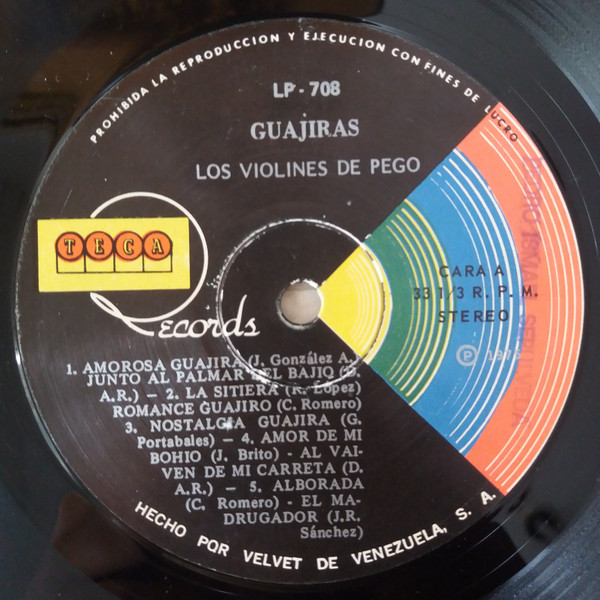 PROHIBIDA LA REPRODUCCION Y EJECUCION CON FINES DE LUCRO
LP - 708
GUAJIRAS
LOS VIOLINES DE PEGO
TECA
Records
CARA A
33 1/3 R. P. M.
STEREO
℗ 197
1. AMOROSA GUAJIRA (J. González A.)
JUNTO AL PALMAR DEL BAJIO (D.
A.R.) — 2. LA SITIERA (R. López)
ROMANCE GUAJIRO (C. Romero)
3. NOSTALGIA GUAJIRA (G.
Portabales) — 4. AMOR DE MI
BOHIO (J. Brito) - AL VAI-
VEN DE MI CARRETA (D.
A.R.) — 5. ALBORADA
(C. Romero) - EL MA-
DRUGADOR (J.R.
Sánchez)
HECHO POR VELVET DE VENEZUELA, S. A.